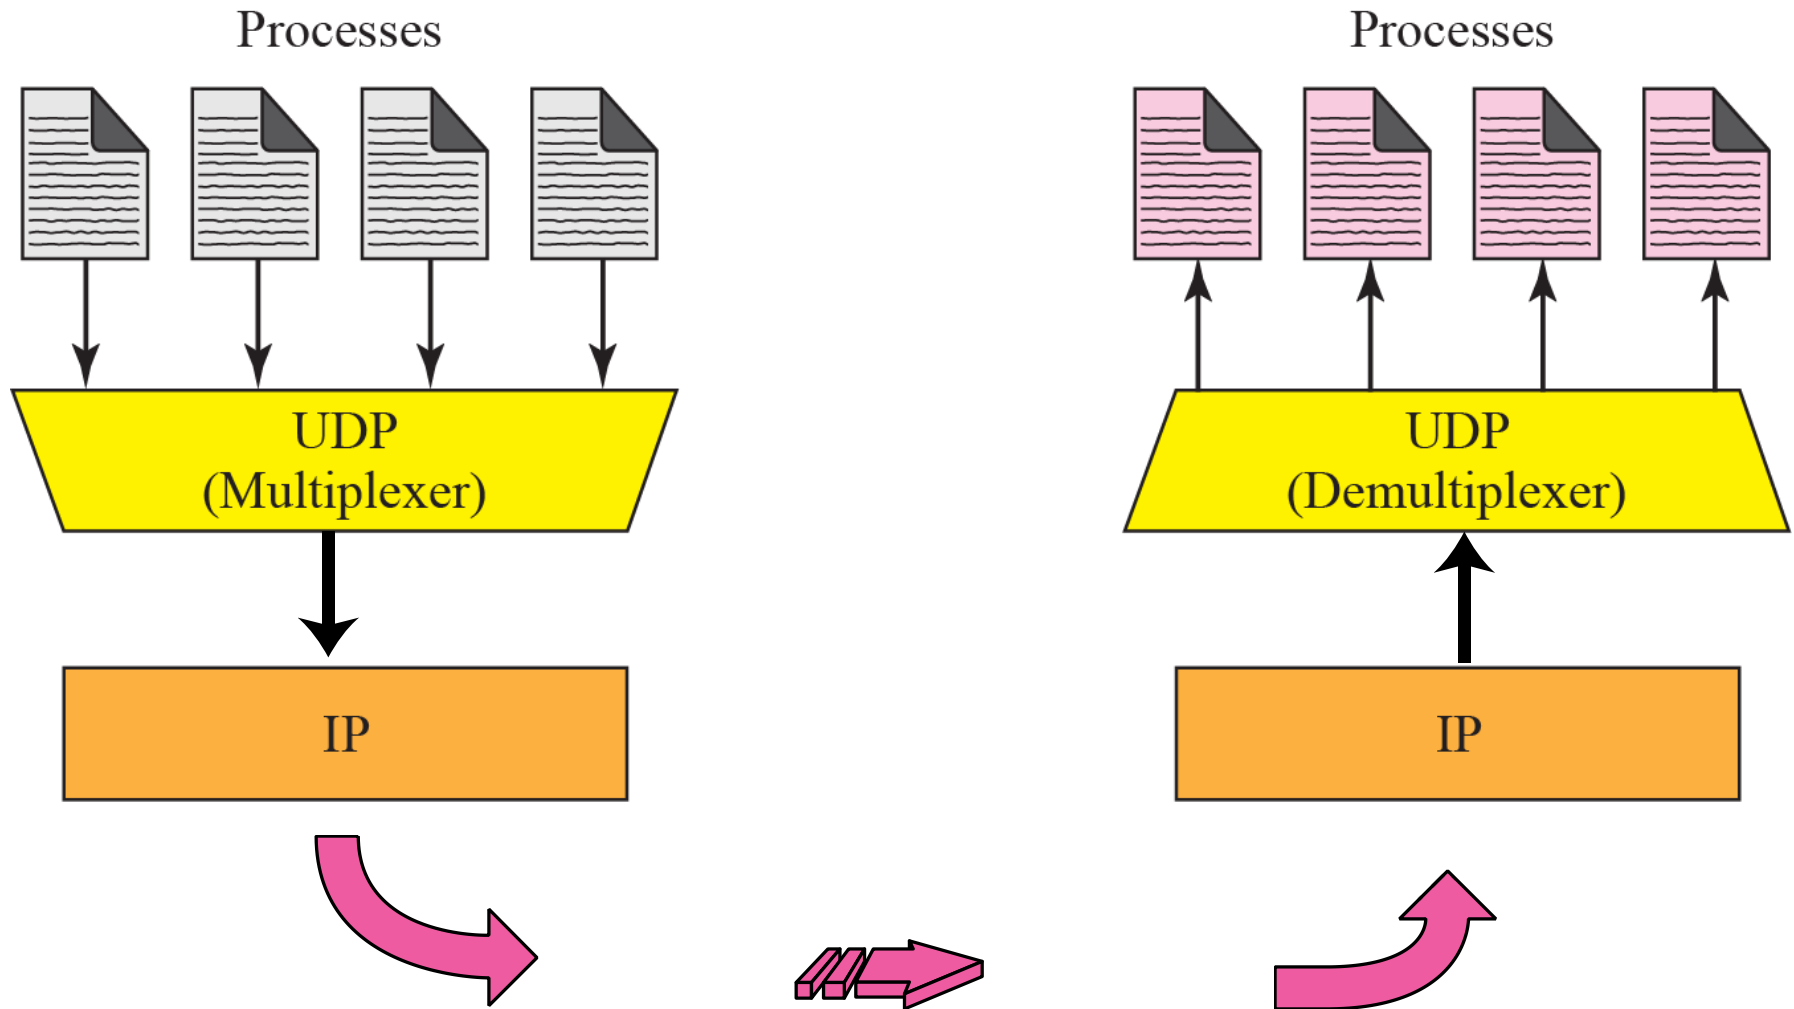 Processes
UDP
(Multiplexer)
IP
Processes
UDP
(Demultiplexer)
IP